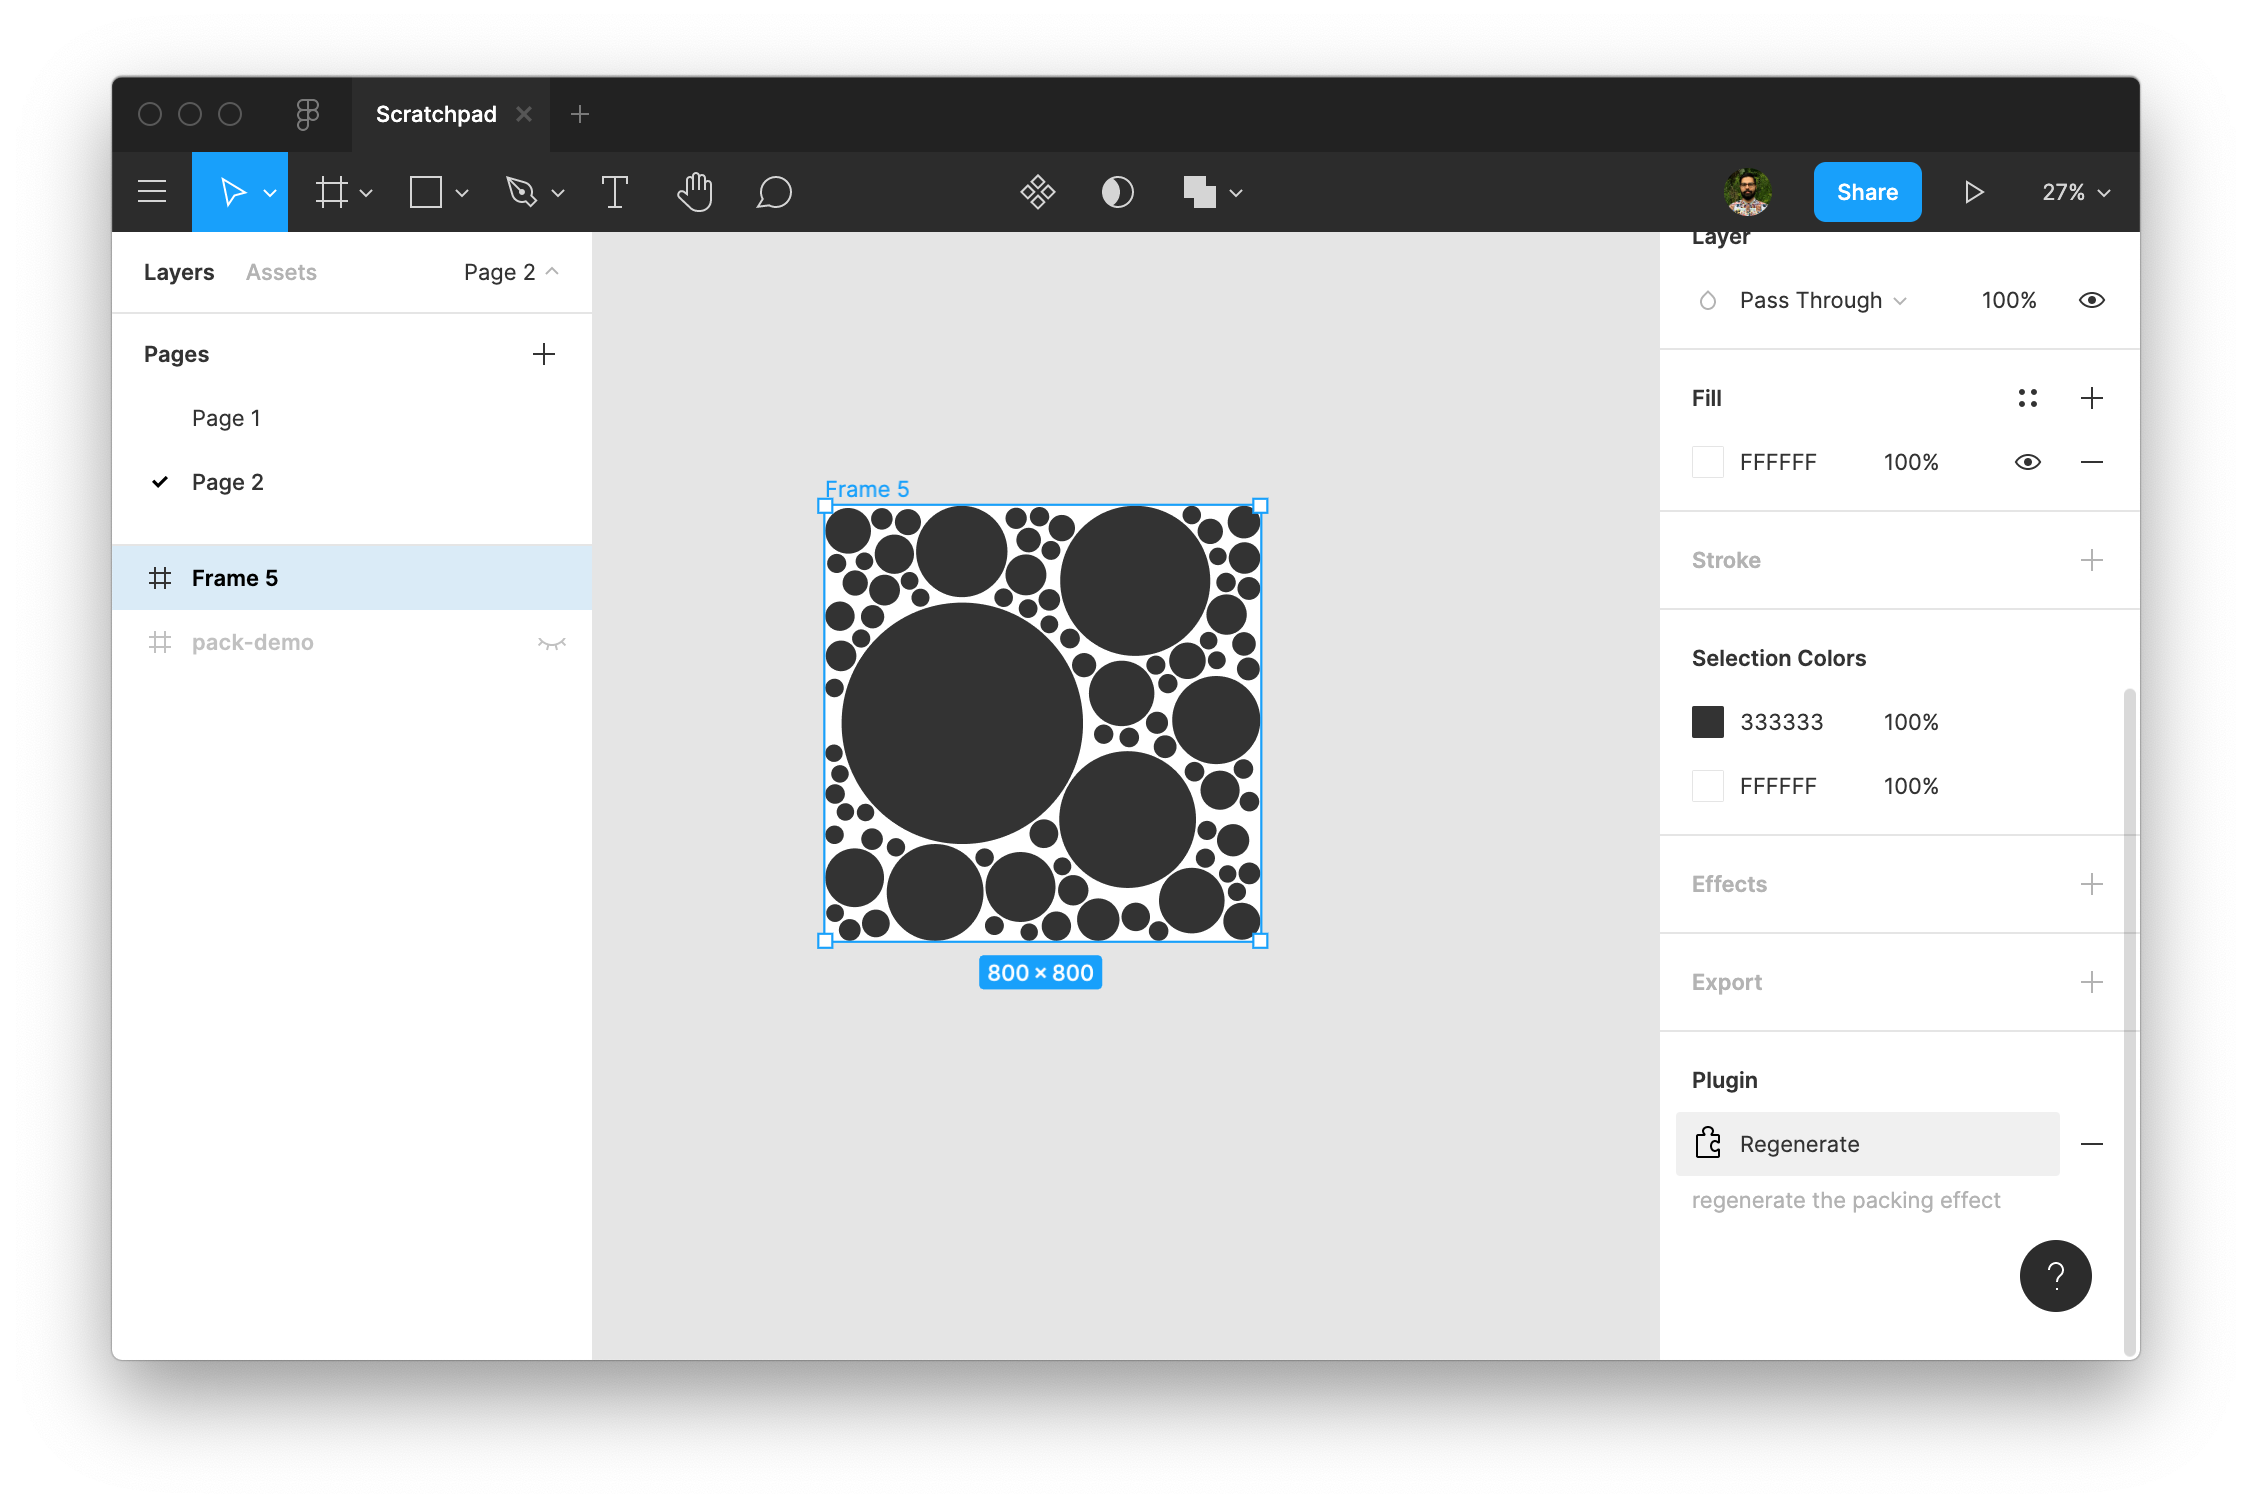 Scratchpad
Share
27%
Layers Assets Page 2
Pages
Page 1
Page 2
Frame 5
pack-demo
Frame 5
800 × 800
Layer
Pass Through 100%
Fill
FFFFFF 100%
Stroke
Selection Colors
333333 100%
FFFFFF 100%
Effects
Export
Plugin
Regenerate
regenerate the packing effect
?